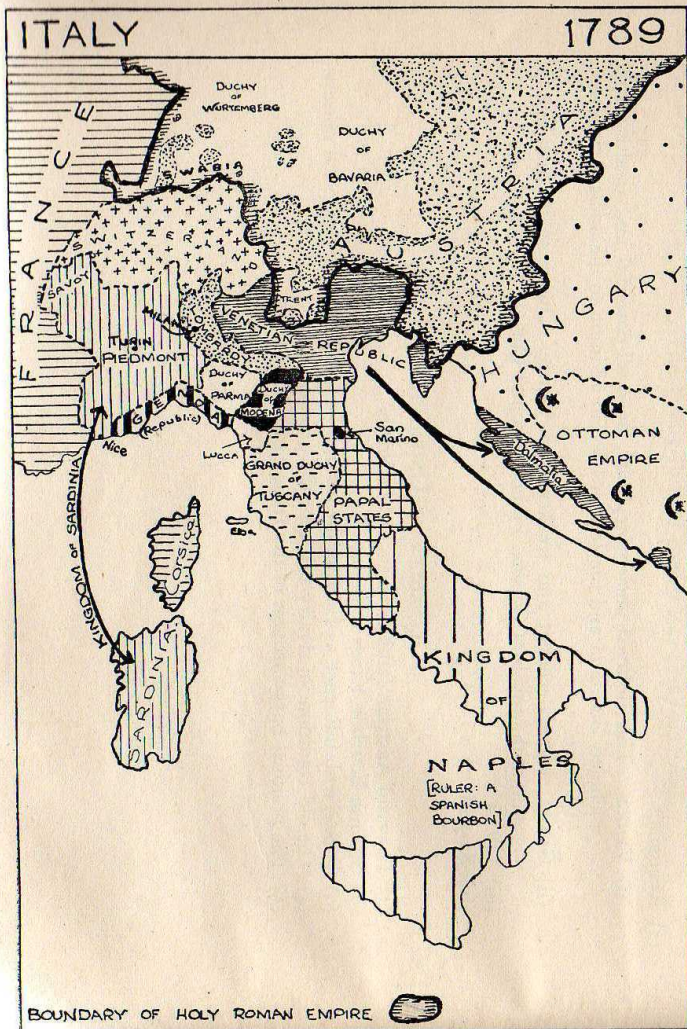 ITALY 1789
DUCHY
OF
WÜRTEMBERG
DUCHY
OF
BAVARIA
SWABIA
FRANCE
AUSTRIA
SWITZERLAND
SAVOY
TRENT
HUNGARY
MILAN
LOMBARDY
VENETIAN REPUBLIC
TURIN
PIEDMONT
DUCHY
OF
PARMA
DUCHY
OF
MODENA
GENOA
(Republic)
Nice
LUCCA
San
Marino
Dalmatia
OTTOMAN
EMPIRE
GRAND DUCHY
OF
TUSCANY
PAPAL
STATES
Elba
Corsica
KINGDOM OF SARDINIA
SARDINIA
KINGDOM
OF
NAPLES
[RULER: A
SPANISH
BOURBON]
BOUNDARY OF HOLY ROMAN EMPIRE